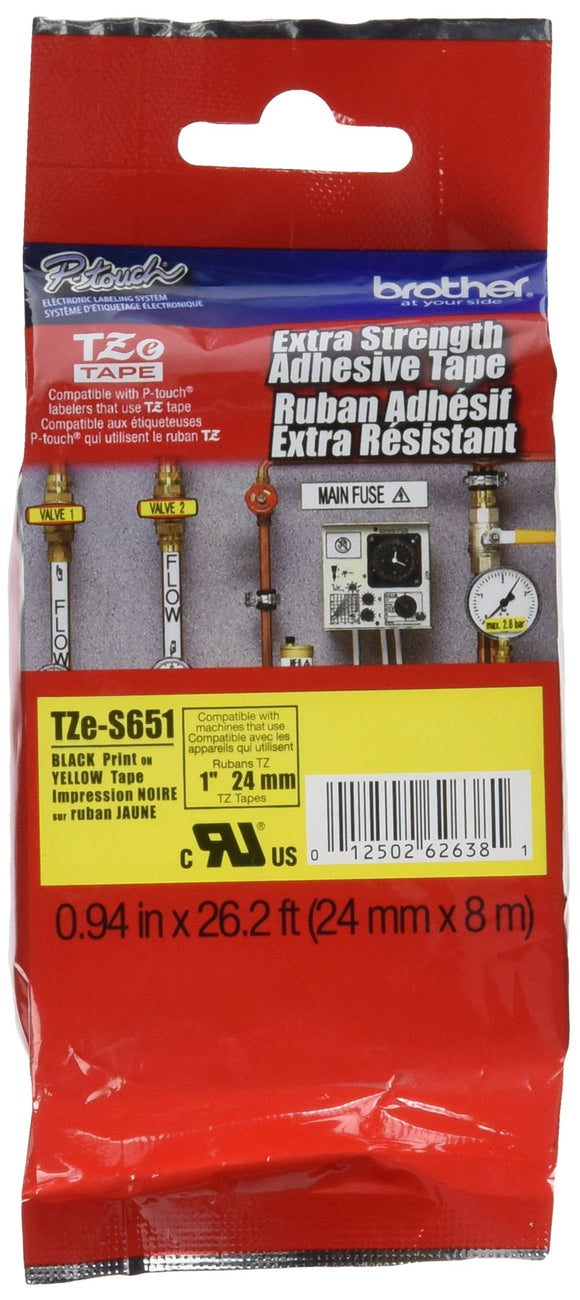 P-touch
ELECTRONIC LABELING SYSTEM
SYSTÈME D'ÉTIQUETAGE ÉLECTRONIQUE
brother®
at your side
TZe
TAPE
Compatible with P-touch®
labelers that use TZ tape
Compatible aux étiqueteuses
P-touch® qui utilisent le ruban TZ
Extra Strength
Adhesive Tape
Ruban Adhésif
Extra Résistant
VALVE 1
VALVE 2
MAIN FUSE
FLOW
FLOW
max. 2.8 bar
TZe-S651
BLACK Print ON
YELLOW Tape
Impression NOIRE
sur ruban JAUNE
Compatible with
machines that use
Compatible avec les
appareils qui utilisent
Rubans TZ
1" 24 mm
TZ Tapes
C RU® US
0 12502 62638 1
0.94 in x 26.2 ft (24 mm x 8 m)